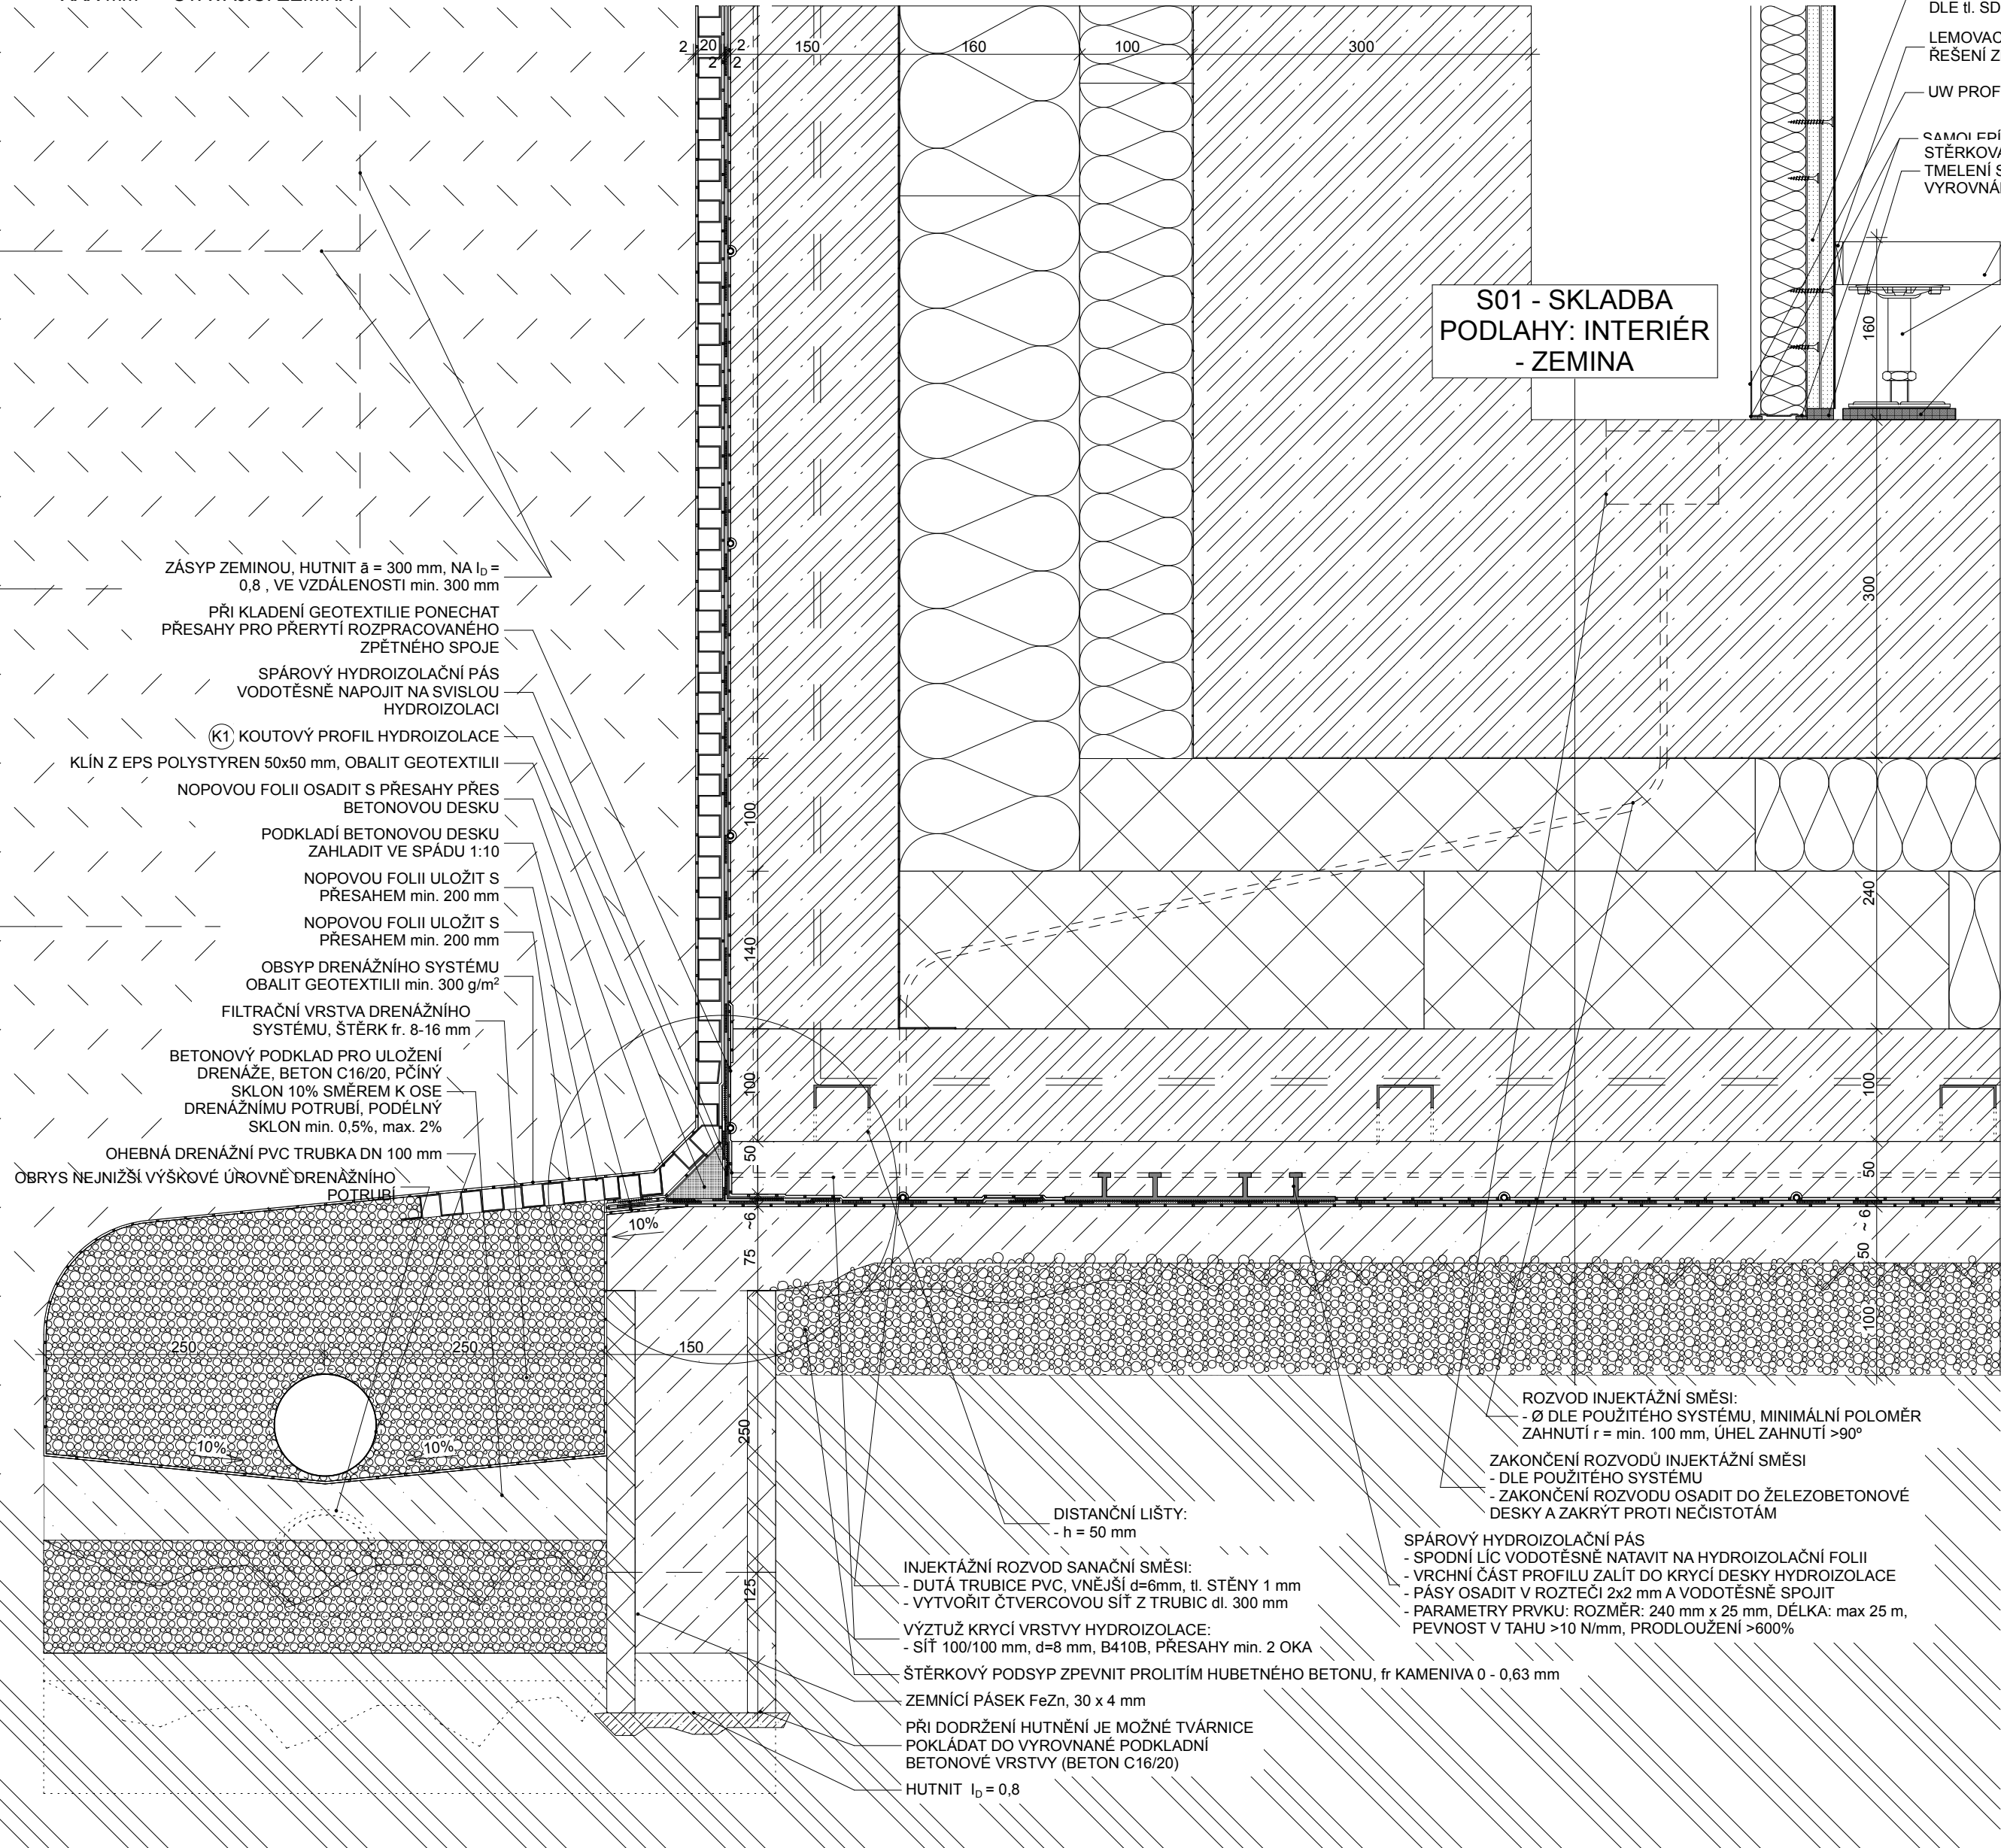 DLE tl. SD
LEMOVAC
ŘEŠENÍ Z
UW PROF
SAMOLEPÍ
STĚRKOVA
TMELENÍ S
VYROVNÁ
2 20 2 150 160 100 300
2 2
S01 - SKLADBA
PODLAHY: INTERIÉR
- ZEMINA
160
300
240
100
50
~ 6
50
100
ZÁSYP ZEMINOU, HUTNIT ā = 300 mm, NA I_D =
0,8 , VE VZDÁLENOSTI min. 300 mm
PŘI KLADENÍ GEOTEXTILIE PONECHAT
PŘESAHY PRO PŘERYTÍ ROZPRACOVANÉHO
ZPĚTNÉHO SPOJE
SPÁROVÝ HYDROIZOLAČNÍ PÁS
VODOTĚSNĚ NAPOJIT NA SVISLOU
HYDROIZOLACI
K1 KOUTOVÝ PROFIL HYDROIZOLACE
KLÍN Z EPS POLYSTYREN 50x50 mm, OBALIT GEOTEXTILII
NOPOVOU FOLII OSADIT S PŘESAHY PŘES
BETONOVOU DESKU
PODKLADÍ BETONOVOU DESKU
ZAHLADIT VE SPÁDU 1:10
NOPOVOU FOLII ULOŽIT S
PŘESAHEM min. 200 mm
NOPOVOU FOLII ULOŽIT S
PŘESAHEM min. 200 mm
OBSYP DRENÁŽNÍHO SYSTÉMU
OBALIT GEOTEXTILII min. 300 g/m²
FILTRAČNÍ VRSTVA DRENÁŽNÍHO
SYSTÉMU, ŠTĚRK fr. 8-16 mm
BETONOVÝ PODKLAD PRO ULOŽENÍ
DRENÁŽE, BETON C16/20, PČÍNÝ
SKLON 10% SMĚREM K OSE
DRENÁŽNÍMU POTRUBÍ, PODÉLNÝ
SKLON min. 0,5%, max. 2%
OHEBNÁ DRENÁŽNÍ PVC TRUBKA DN 100 mm
OBRYS NEJNIŽŠÍ VÝŠKOVÉ ÚROVNĚ DRENÁŽNÍHO
POTRUBÍ
100
140
100
50
~6
75
10%
250 250 150
10% 10%
250
125
ROZVOD INJEKTÁŽNÍ SMĚSI:
- Ø DLE POUŽITÉHO SYSTÉMU, MINIMÁLNÍ POLOMĚR
ZAHNUTÍ r = min. 100 mm, ÚHEL ZAHNUTÍ >90º
ZAKONČENÍ ROZVODŮ INJEKTÁŽNÍ SMĚSI
- DLE POUŽITÉHO SYSTÉMU
- ZAKONČENÍ ROZVODU OSADIT DO ŽELEZOBETONOVÉ
DESKY A ZAKRÝT PROTI NEČISTOTÁM
SPÁROVÝ HYDROIZOLAČNÍ PÁS
- SPODNÍ LÍC VODOTĚSNĚ NATAVIT NA HYDROIZOLAČNÍ FOLII
- VRCHNÍ ČÁST PROFILU ZALÍT DO KRYCÍ DESKY HYDROIZOLACE
- PÁSY OSADIT V ROZTEČI 2x2 mm A VODOTĚSNĚ SPOJIT
- PARAMETRY PRVKU: ROZMĚR: 240 mm x 25 mm, DÉLKA: max 25 m,
PEVNOST V TAHU >10 N/mm, PRODLOUŽENÍ >600%
DISTANČNÍ LIŠTY:
- h = 50 mm
INJEKTÁŽNÍ ROZVOD SANAČNÍ SMĚSI:
- DUTÁ TRUBICE PVC, VNĚJŠÍ d=6mm, tl. STĚNY 1 mm
- VYTVOŘIT ČTVERCOVOU SÍŤ Z TRUBIC dl. 300 mm
VÝZTUŽ KRYCÍ VRSTVY HYDROIZOLACE:
- SÍŤ 100/100 mm, d=8 mm, B410B, PŘESAHY min. 2 OKA
ŠTĚRKOVÝ PODSYP ZPEVNIT PROLITÍM HUBETNÉHO BETONU, fr KAMENIVA 0 - 0,63 mm
ZEMNÍCÍ PÁSEK FeZn, 30 x 4 mm
PŘI DODRŽENÍ HUTNĚNÍ JE MOŽNÉ TVÁRNICE
POKLÁDAT DO VYROVNANÉ PODKLADNÍ
BETONOVÉ VRSTVY (BETON C16/20)
HUTNIT I_D = 0,8